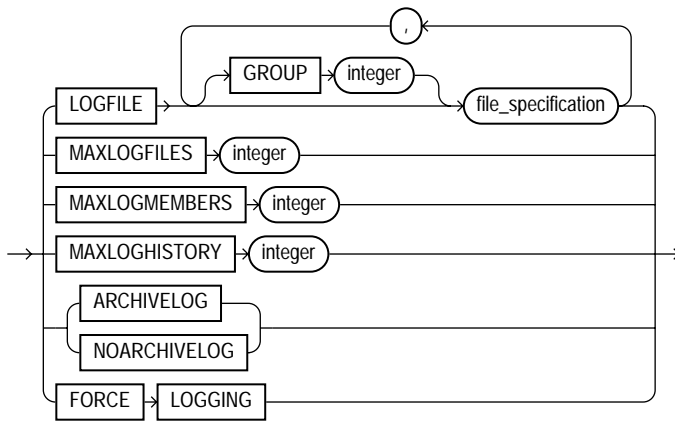 ,
GROUP integer
LOGFILE file_specification
MAXLOGFILES integer
MAXLOGMEMBERS integer
MAXLOGHISTORY integer
ARCHIVELOG
NOARCHIVELOG
FORCE LOGGING